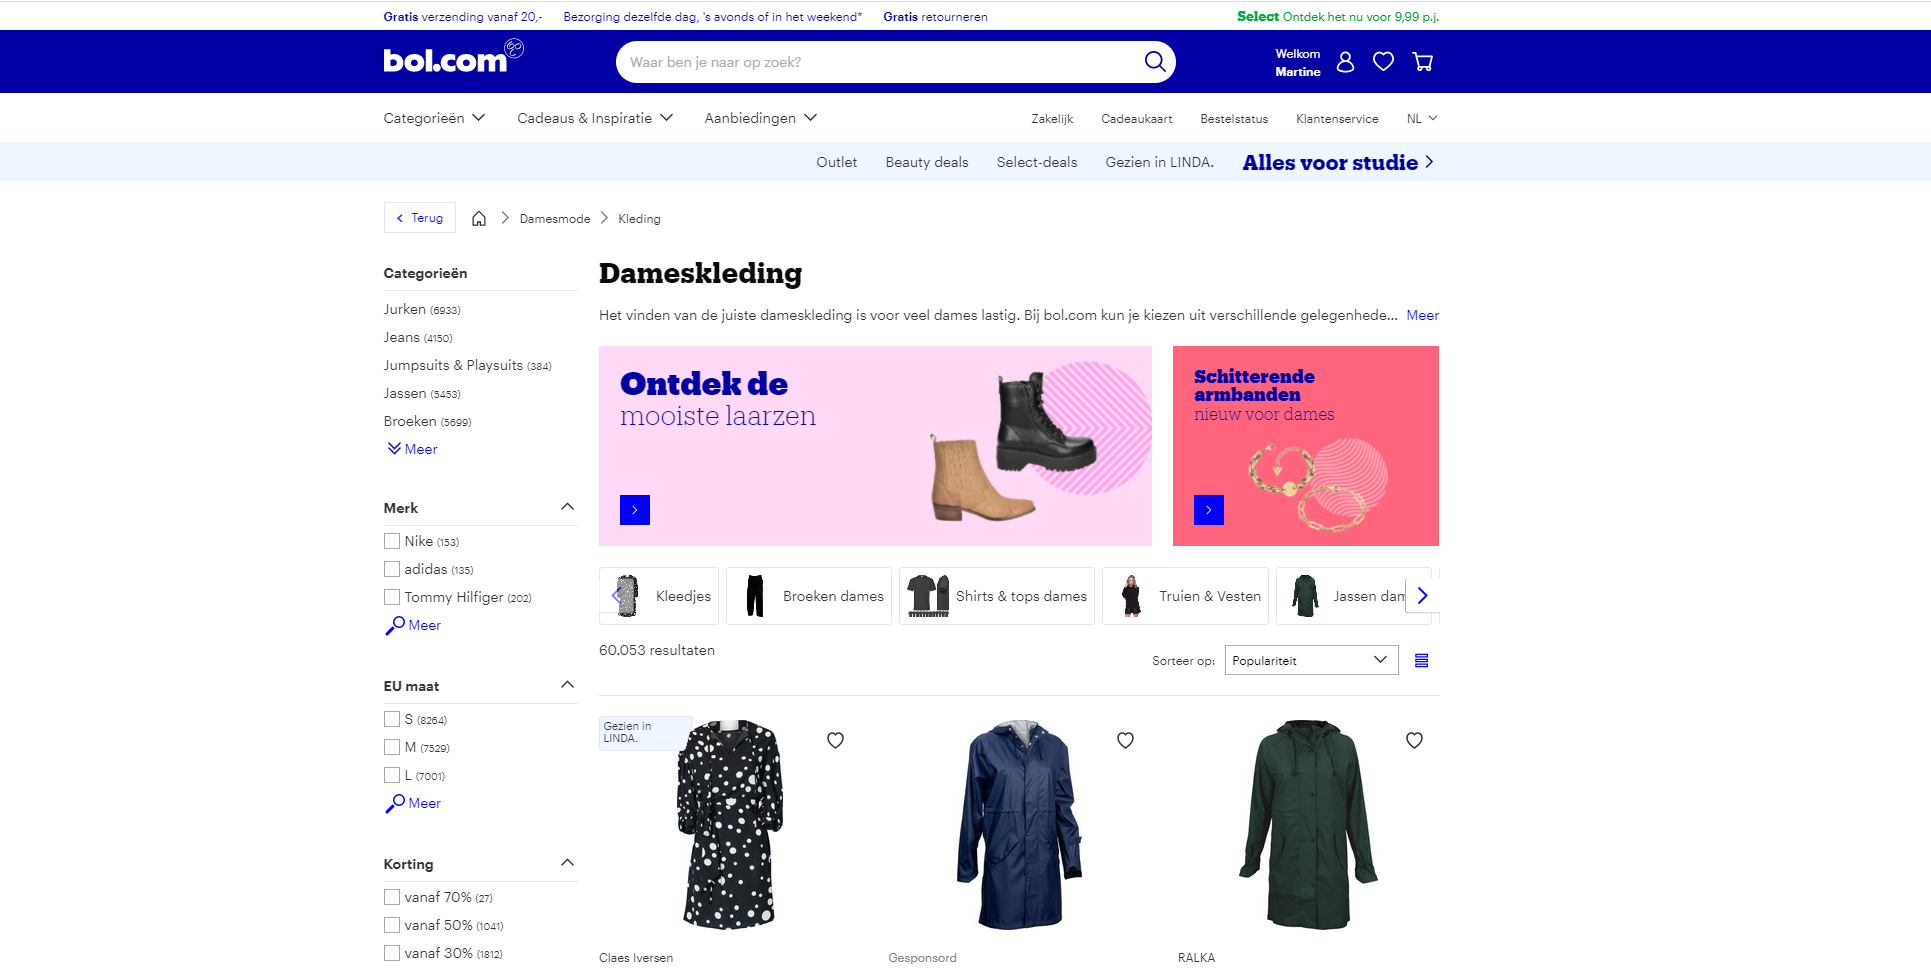 Gratis verzending vanaf 20,- Bezorging dezelfde dag, 's avonds of in het weekend* Gratis retourneren Select Ontdek het nu voor 9,99 p.j.
bol.com
Waar ben je naar op zoek?
Welkom
Martine
Categorieën Cadeaus & Inspiratie Aanbiedingen Zakelijk Cadeaukaart Bestelstatus Klantenservice NL
Outlet Beauty deals Select-deals Gezien in LINDA. Alles voor studie
Terug Damesmode Kleding
Categorieën
Jurken (6933)
Jeans (4150)
Jumpsuits & Playsuits (384)
Jassen (5453)
Broeken (5699)
Meer
Merk
Nike (153)
adidas (135)
Tommy Hilfiger (202)
Meer
EU maat
S (8264)
M (7529)
L (7001)
Meer
Korting
vanaf 70% (27)
vanaf 50% (1041)
vanaf 30% (1812)
Dameskleding
Het vinden van de juiste dameskleding is voor veel dames lastig. Bij bol.com kun je kiezen uit verschillende gelegenhede... Meer
Ontdek de
mooiste laarzen
Schitterende
armbanden
nieuw voor dames
Kleedjes Broeken dames Shirts & tops dames Truien & Vesten Jassen dam
60.053 resultaten
Sorteer op: Populariteit
Gezien in
LINDA.
Claes Iversen Gesponsord RALKA